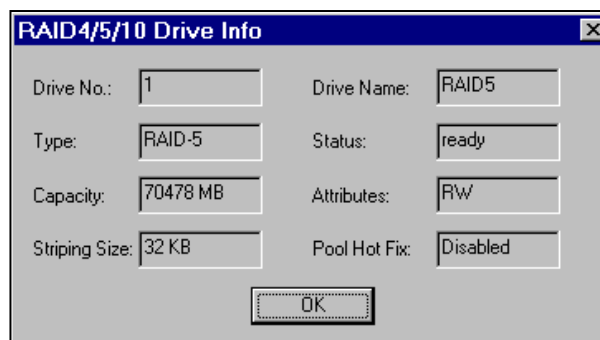 RAID4/5/10 Drive Info
Drive No.: 1 Drive Name: RAID5
Type: RAID-5 Status: ready
Capacity: 70478 MB Attributes: RW
Striping Size: 32 KB Pool Hot Fix: Disabled
OK